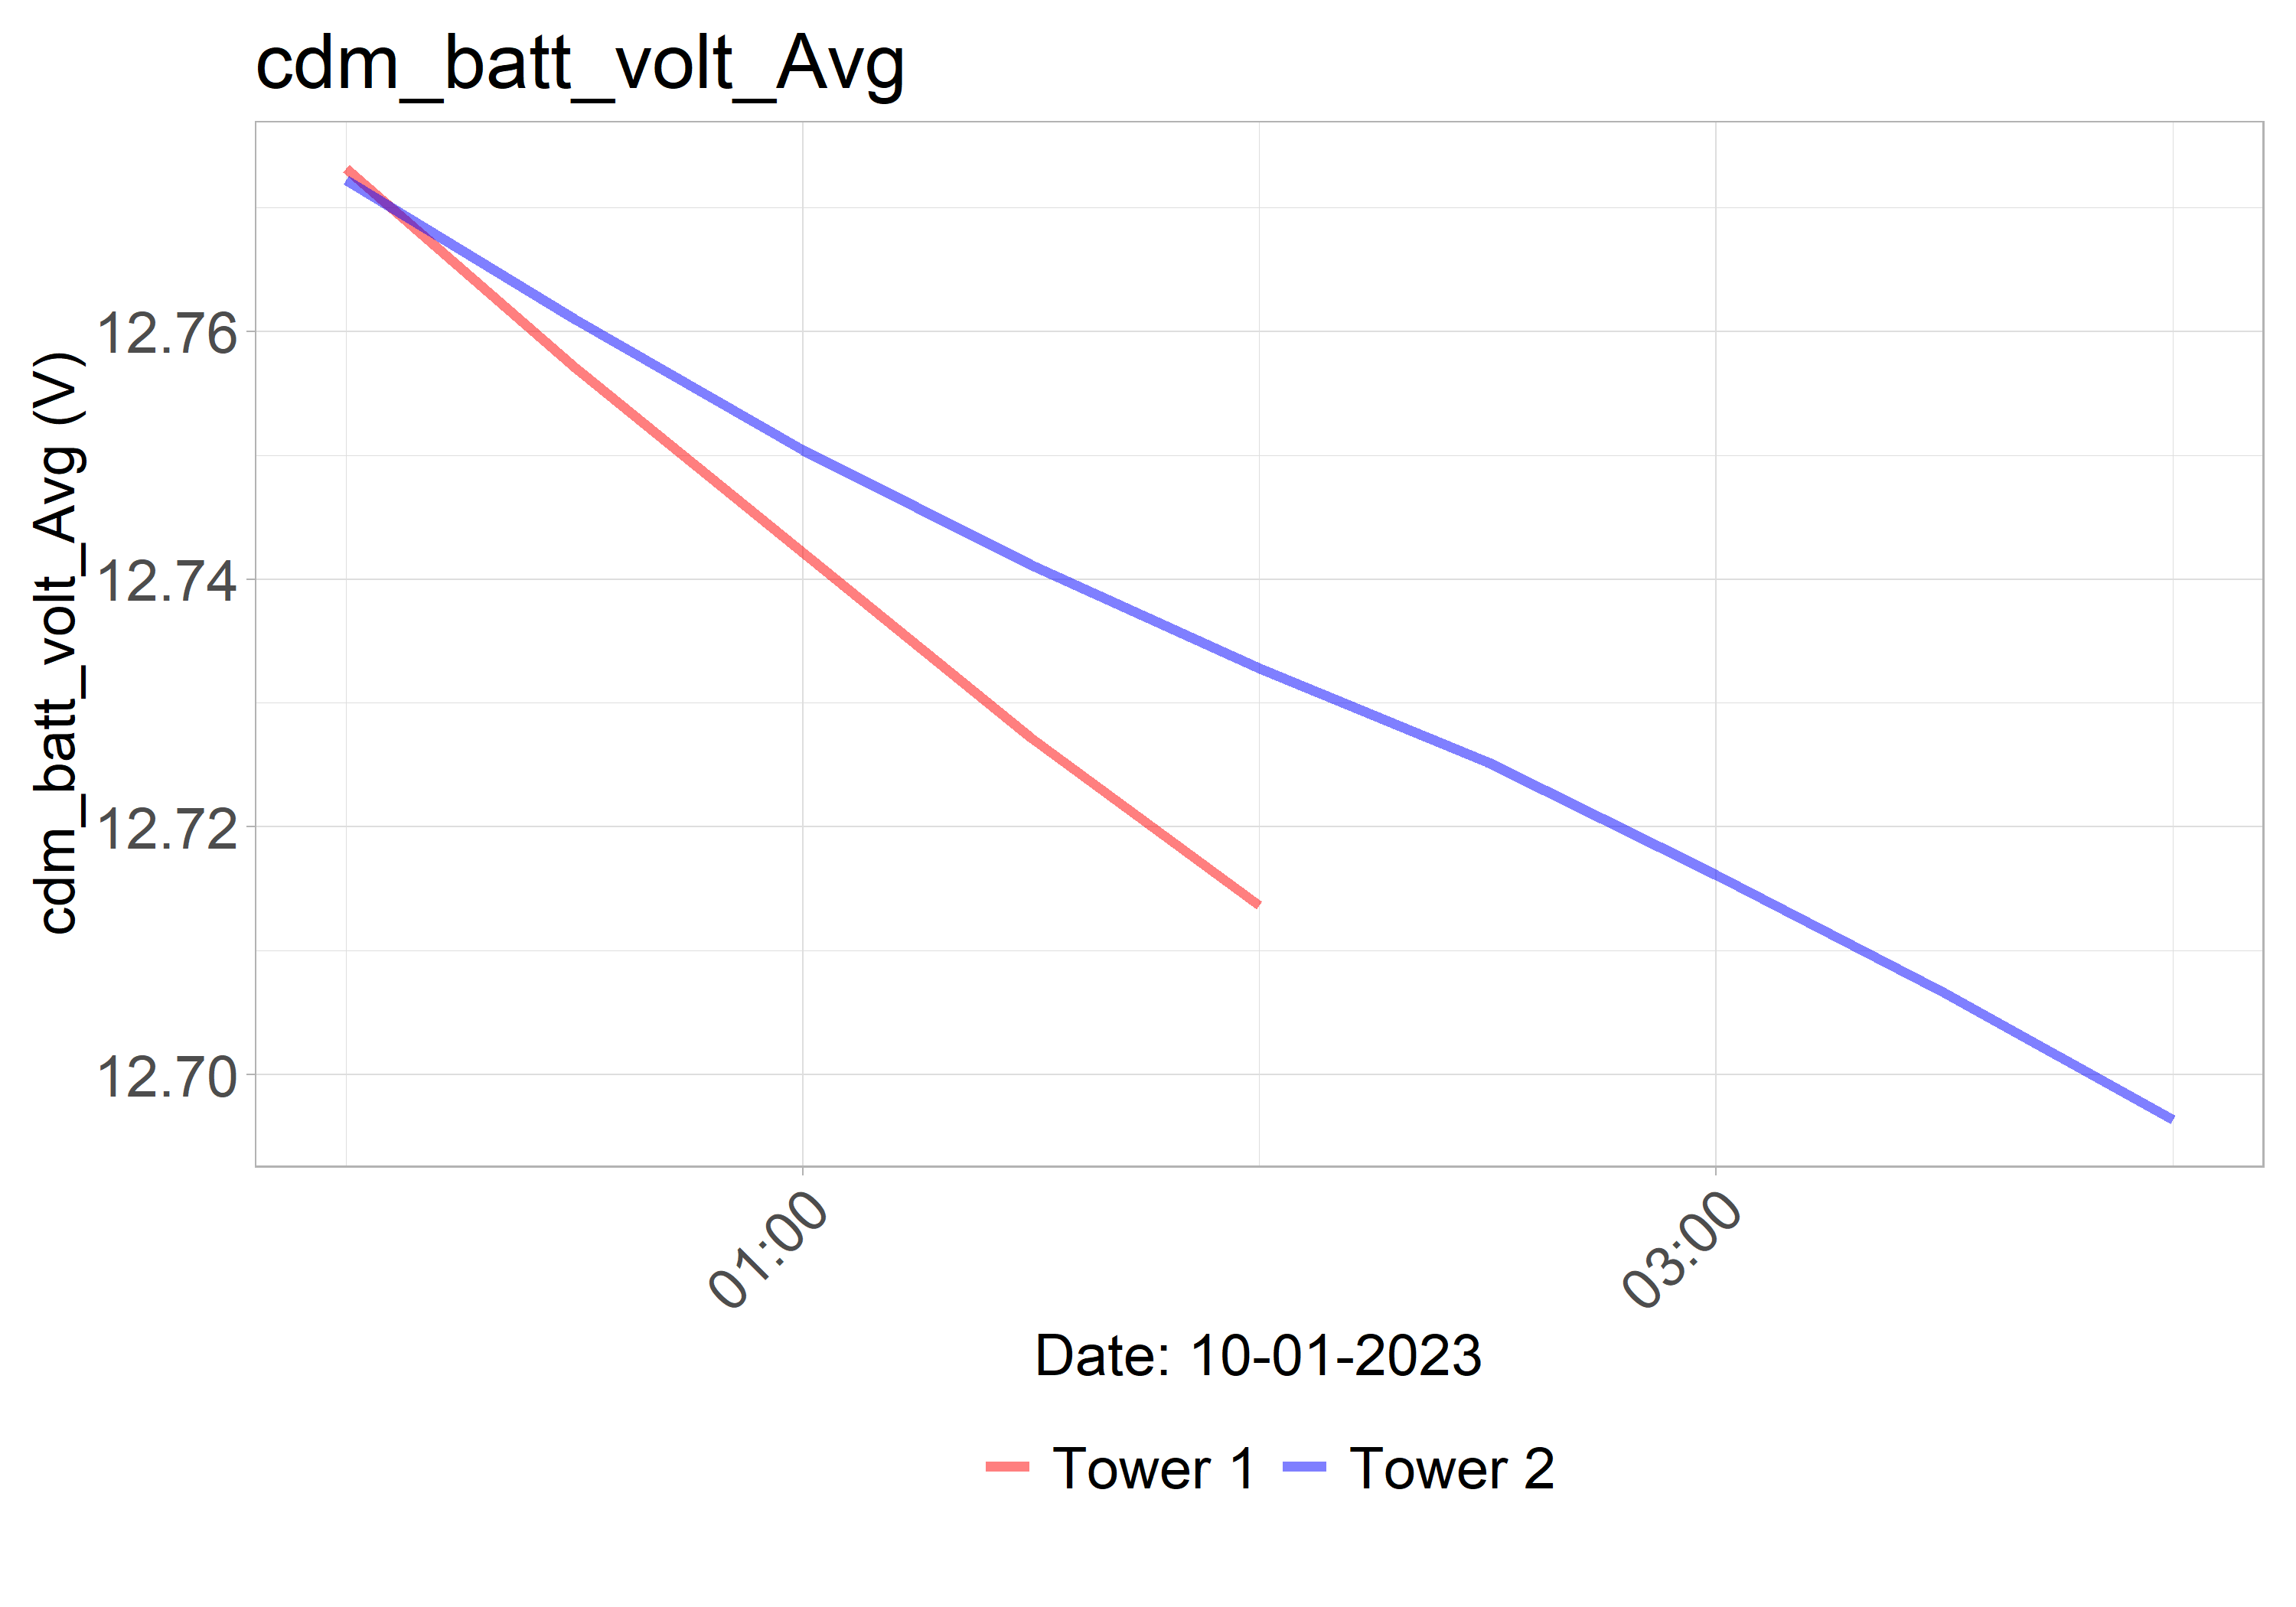 cdm_batt_volt_Avg
cdm_batt_volt_Avg (V)
12.76
12.74
12.72
12.70
01:00
03:00
Date: 10-01-2023
Tower 1
Tower 2